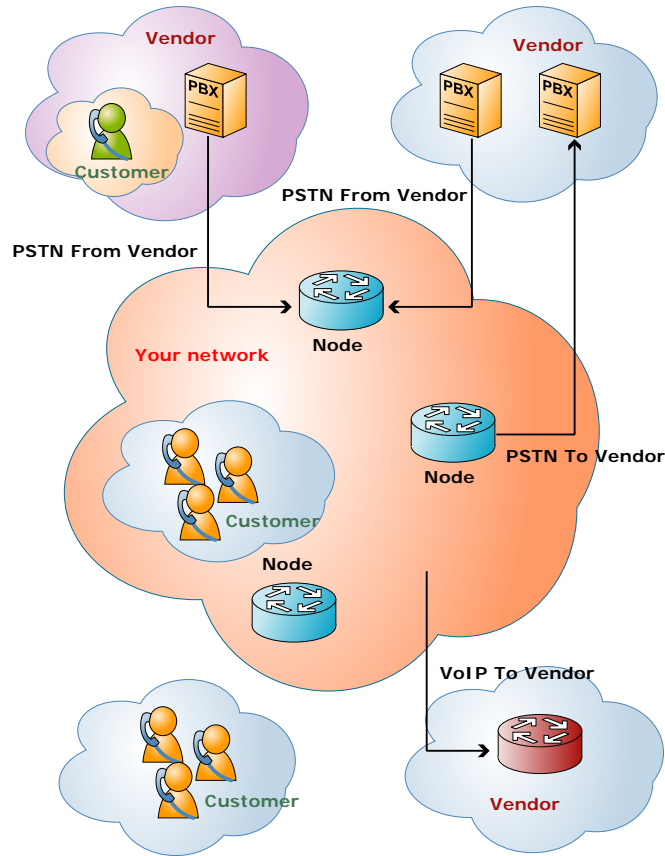 Vendor
Vendor
PBX
PBX
PBX
Customer
PSTN From Vendor
PSTN From Vendor
Node
Your network
PSTN To Vendor
Node
Customer
Node
VoIP To Vendor
Customer
Vendor